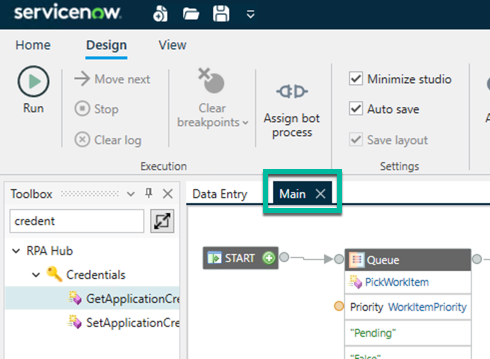 servicenow
Home Design View
Run
Move next
Stop
Clear log
Clear breakpoints
Assign bot process
Minimize studio
Auto save
Save layout
Execution
Settings
Toolbox
Data Entry
Main
credent
RPA Hub
Credentials
GetApplicationCre
SetApplicationCre
START
Queue
PickWorkItem
Priority WorkItemPriority
"Pending"
"False"